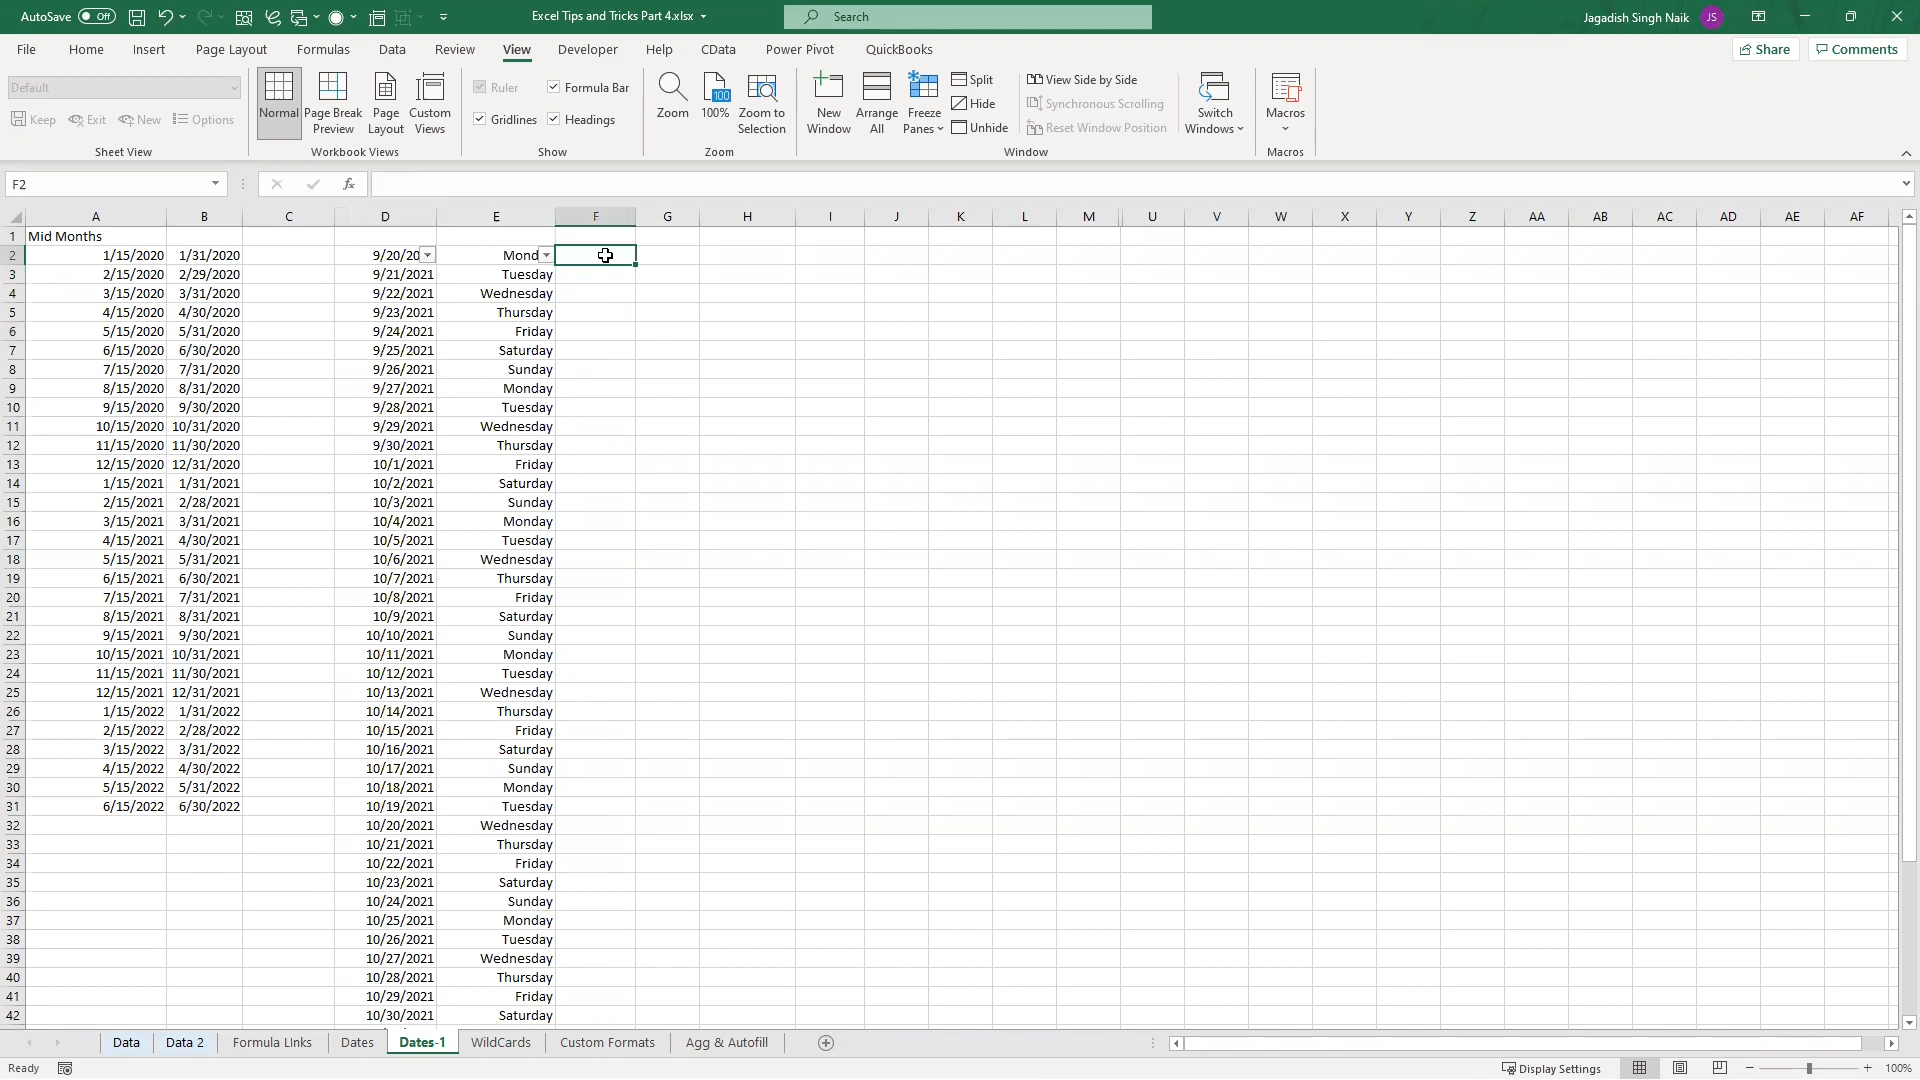 AutoSave Off Excel Tips and Tricks Part 4.xlsx Search Jagadish Singh Naik JS
File Home Insert Page Layout Formulas Data Review View Developer Help CData Power Pivot QuickBooks Share Comments
Default
Keep Exit New Options
Sheet View
Normal Page Break Preview Page Layout Custom Views
Workbook Views
Ruler Formula Bar
Gridlines Headings
Show
Zoom 100 100% Zoom to Selection
Zoom
New Window Arrange All Freeze Panes Split Hide Unhide
View Side by Side
Synchronous Scrolling
Reset Window Position
Switch Windows
Window
Macros
Macros
F2 fx
A B C D E F G H I J K L M U V W X Y Z AA AB AC AD AE AF
1 Mid Months
2 1/15/2020 1/31/2020 9/20/20 Mond
3 2/15/2020 2/29/2020 9/21/2021 Tuesday
4 3/15/2020 3/31/2020 9/22/2021 Wednesday
5 4/15/2020 4/30/2020 9/23/2021 Thursday
6 5/15/2020 5/31/2020 9/24/2021 Friday
7 6/15/2020 6/30/2020 9/25/2021 Saturday
8 7/15/2020 7/31/2020 9/26/2021 Sunday
9 8/15/2020 8/31/2020 9/27/2021 Monday
10 9/15/2020 9/30/2020 9/28/2021 Tuesday
11 10/15/2020 10/31/2020 9/29/2021 Wednesday
12 11/15/2020 11/30/2020 9/30/2021 Thursday
13 12/15/2020 12/31/2020 10/1/2021 Friday
14 1/15/2021 1/31/2021 10/2/2021 Saturday
15 2/15/2021 2/28/2021 10/3/2021 Sunday
16 3/15/2021 3/31/2021 10/4/2021 Monday
17 4/15/2021 4/30/2021 10/5/2021 Tuesday
18 5/15/2021 5/31/2021 10/6/2021 Wednesday
19 6/15/2021 6/30/2021 10/7/2021 Thursday
20 7/15/2021 7/31/2021 10/8/2021 Friday
21 8/15/2021 8/31/2021 10/9/2021 Saturday
22 9/15/2021 9/30/2021 10/10/2021 Sunday
23 10/15/2021 10/31/2021 10/11/2021 Monday
24 11/15/2021 11/30/2021 10/12/2021 Tuesday
25 12/15/2021 12/31/2021 10/13/2021 Wednesday
26 1/15/2022 1/31/2022 10/14/2021 Thursday
27 2/15/2022 2/28/2022 10/15/2021 Friday
28 3/15/2022 3/31/2022 10/16/2021 Saturday
29 4/15/2022 4/30/2022 10/17/2021 Sunday
30 5/15/2022 5/31/2022 10/18/2021 Monday
31 6/15/2022 6/30/2022 10/19/2021 Tuesday
32 10/20/2021 Wednesday
33 10/21/2021 Thursday
34 10/22/2021 Friday
35 10/23/2021 Saturday
36 10/24/2021 Sunday
37 10/25/2021 Monday
38 10/26/2021 Tuesday
39 10/27/2021 Wednesday
40 10/28/2021 Thursday
41 10/29/2021 Friday
42 10/30/2021 Saturday
Data Data 2 Formula LInks Dates Dates-1 WildCards Custom Formats Agg & Autofill
Ready Display Settings 100%